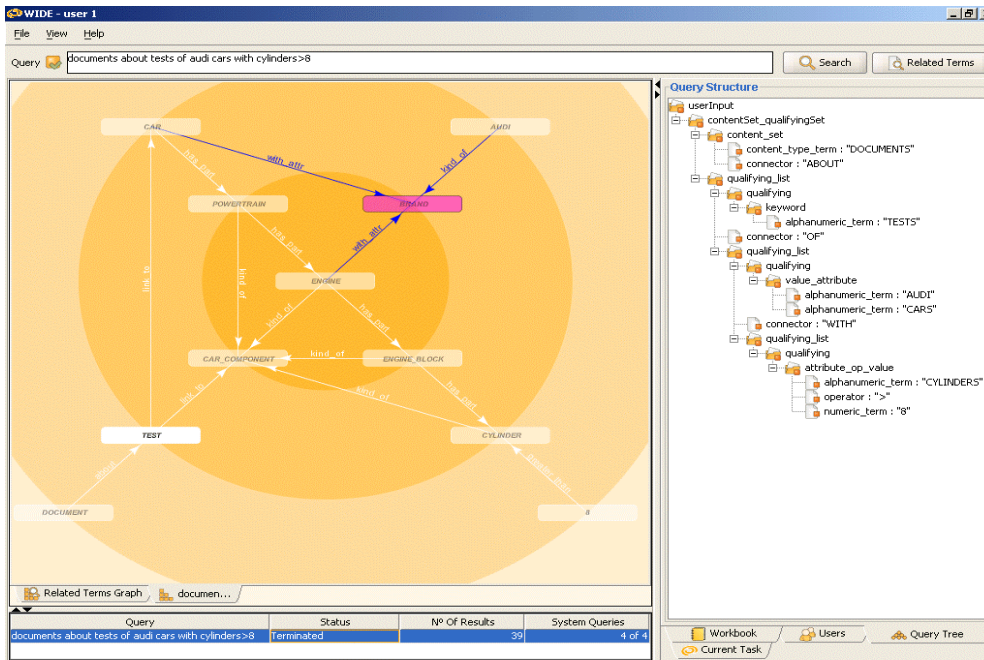 WIDE - user 1
File View Help
Query documents about tests of audi cars with cylinders>8 Search Related Terms
CAR
AUDI
has_part
with_attr
kind_of
POWERTRAIN
BRAND
has_part
with_attr
link_to
kind_of
ENGINE
kind_of
has_part
CAR_COMPONENT
kind_of
ENGINE_BLOCK
link_to
kind_of
has_part
TEST
CYLINDER
about
greater_than
DOCUMENT
8
Related Terms Graph documen...
Query Status Nº Of Results System Queries
documents about tests of audi cars with cylinders>8 Terminated 39 4 of 4
Query Structure
userInput
contentSet_qualifyingSet
content_set
content_type_term : "DOCUMENTS"
connector : "ABOUT"
qualifying_list
qualifying
keyword
alphanumeric_term : "TESTS"
connector : "OF"
qualifying_list
qualifying
value_attribute
alphanumeric_term : "AUDI"
alphanumeric_term : "CARS"
connector : "WITH"
qualifying_list
qualifying
attribute_op_value
alphanumeric_term : "CYLINDERS"
operator : ">"
numeric_term : "8"
Workbook Users Query Tree
Current Task